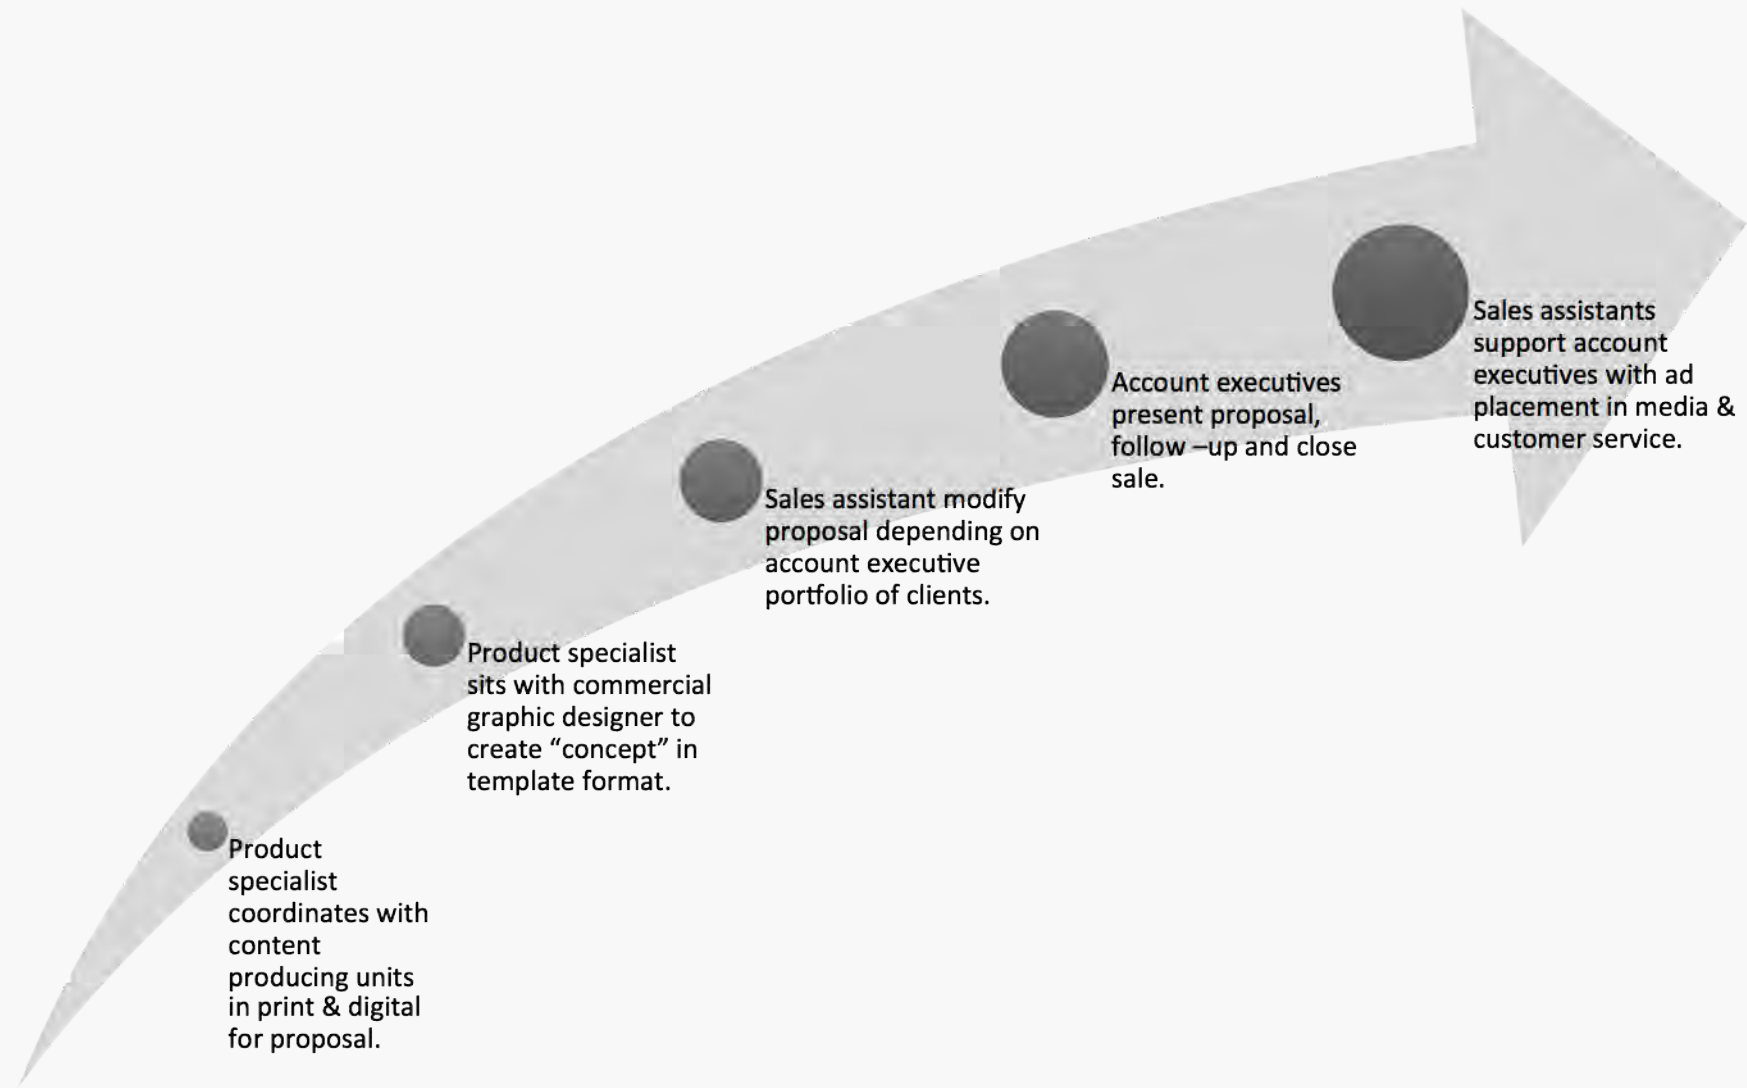 Product
specialist
coordinates with
content
producing units
in print & digital
for proposal.
Product specialist
sits with commercial
graphic designer to
create “concept” in
template format.
Sales assistant modify
proposal depending on
account executive
portfolio of clients.
Account executives
present proposal,
follow –up and close
sale.
Sales assistants
support account
executives with ad
placement in media &
customer service.